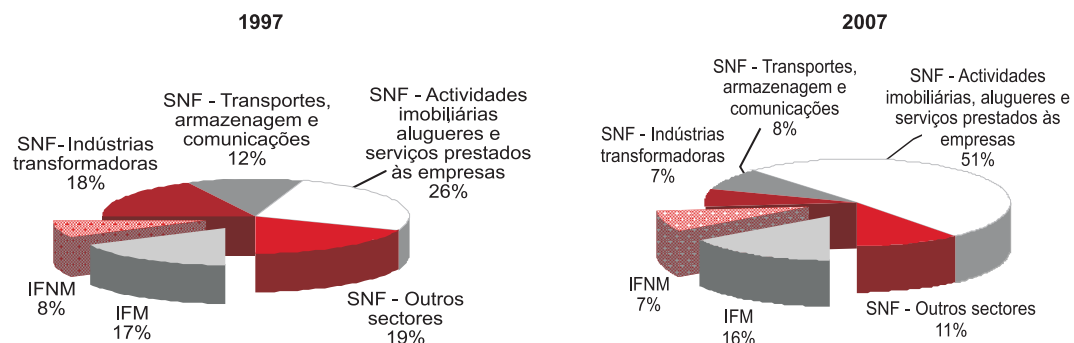 1997
SNF - Transportes,
armazenagem e
comunicações
12%
SNF - Actividades
imobiliárias
alugueres e
serviços prestados
às empresas
26%
SNF- Indústrias
transformadoras
18%
IFNM
8%
IFM
17%
SNF - Outros
sectores
19%
2007
SNF - Transportes,
armazenagem e
comunicações
8%
SNF - Actividades
imobiliárias, alugueres e
serviços prestados às
empresas
51%
SNF - Indústrias
transformadoras
7%
IFNM
7%
IFM
16%
SNF - Outros sectores
11%